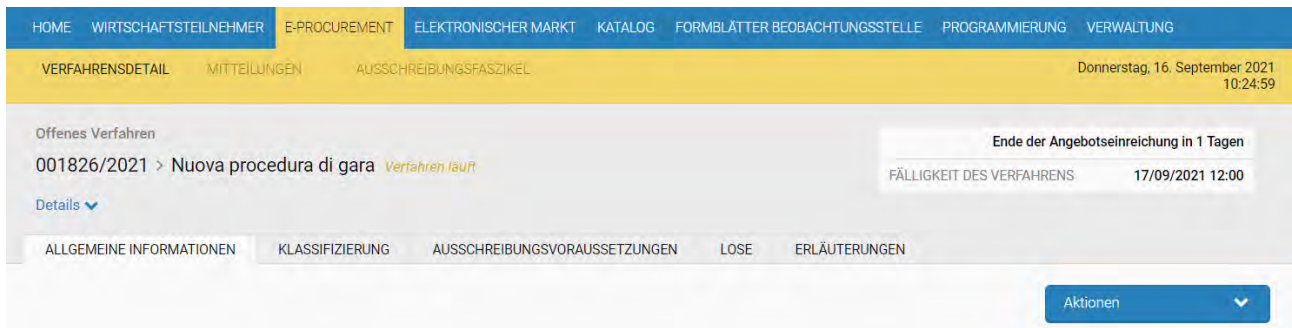 HOME WIRTSCHAFTSTEILNEHMER E-PROCUREMENT ELEKTRONISCHER MARKT KATALOG FORMBLÄTTER BEOBACHTUNGSSTELLE PROGRAMMIERUNG VERWALTUNG
VERFAHRENSDETAIL MITTEILUNGEN AUSSCHREIBUNGSFASZIKEL Donnerstag, 16. September 2021
10:24:59
Offenes Verfahren
Ende der Angebotseinreichung in 1 Tagen
001826/2021 > Nuova procedura di gara Verfahren läuft
FÄLLIGKEIT DES VERFAHRENS 17/09/2021 12:00
Details
ALLGEMEINE INFORMATIONEN KLASSIFIZIERUNG AUSSCHREIBUNGSVORAUSSETZUNGEN LOSE ERLÄUTERUNGEN
Aktionen